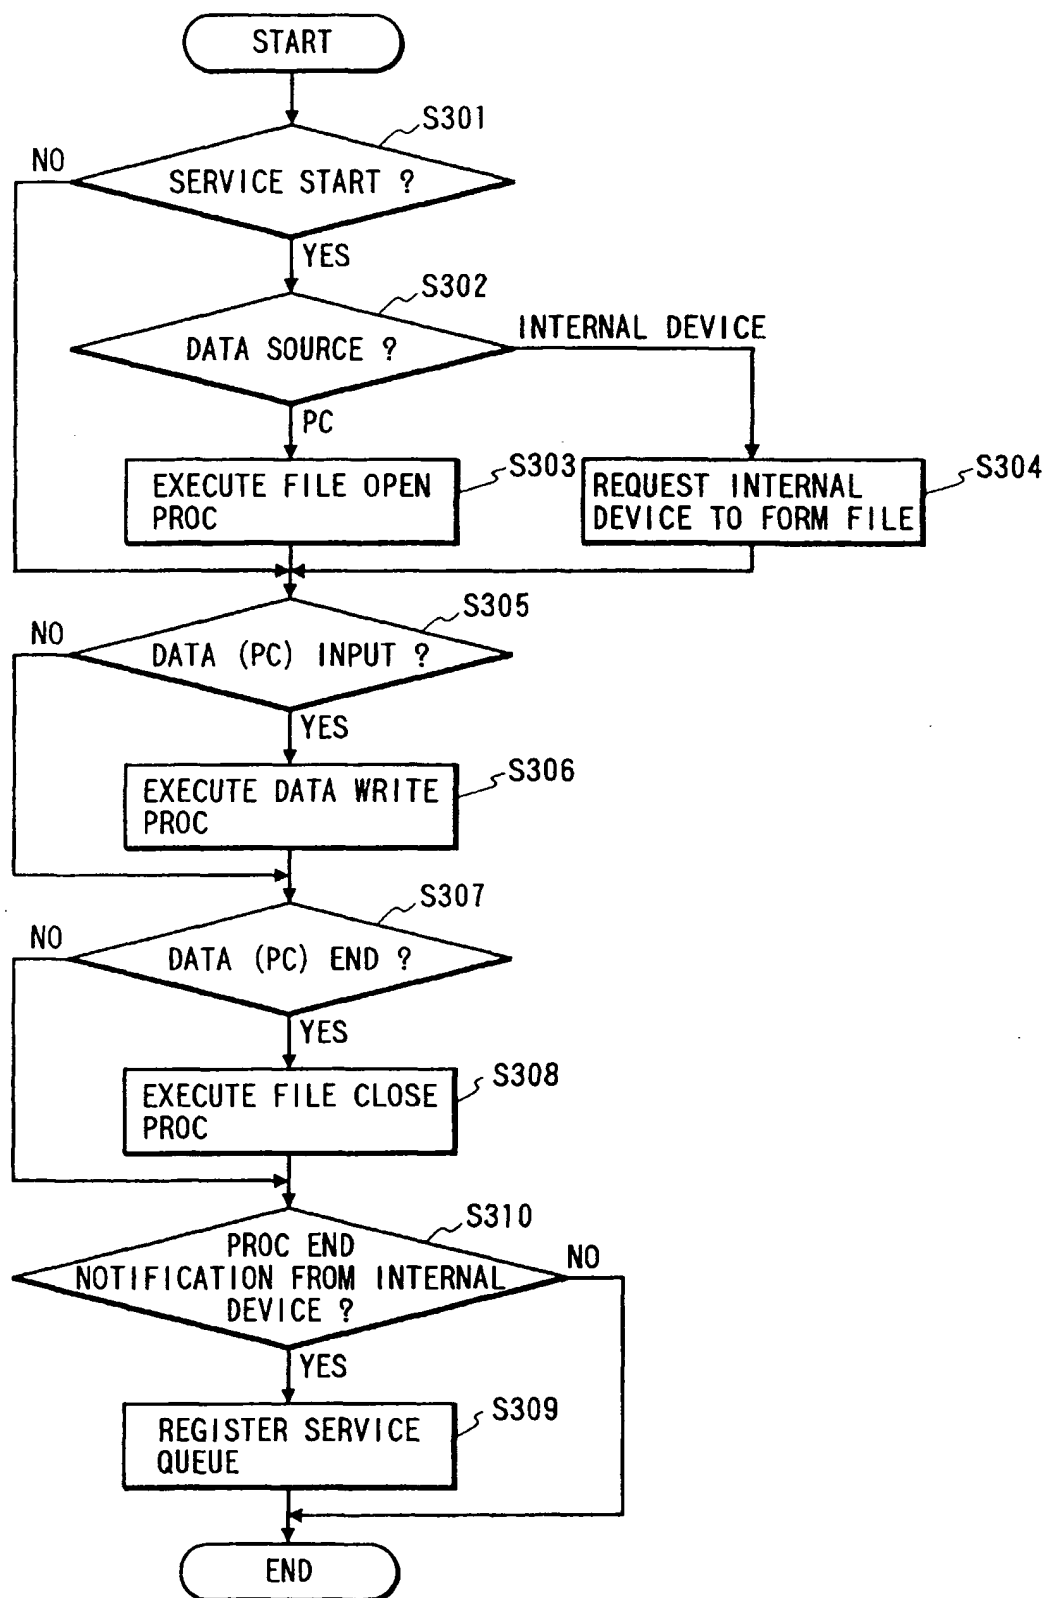 START
S301
NO
SERVICE START ?
YES
S302
INTERNAL DEVICE
DATA SOURCE ?
PC
S303
S304
EXECUTE FILE OPEN
PROC
REQUEST INTERNAL
DEVICE TO FORM FILE
S305
NO
DATA (PC) INPUT ?
YES
S306
EXECUTE DATA WRITE
PROC
S307
NO
DATA (PC) END ?
YES
S308
EXECUTE FILE CLOSE
PROC
S310
PROC END
NOTIFICATION FROM INTERNAL
DEVICE ?
NO
YES
S309
REGISTER SERVICE
QUEUE
END